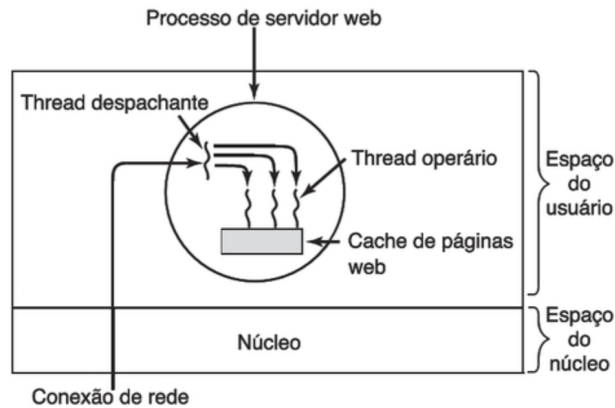 Processo de servidor web
Thread despachante
Thread operário
Cache de páginas
web
Espaço
do
usuário
Núcleo
Espaço
do
núcleo
Conexão de rede